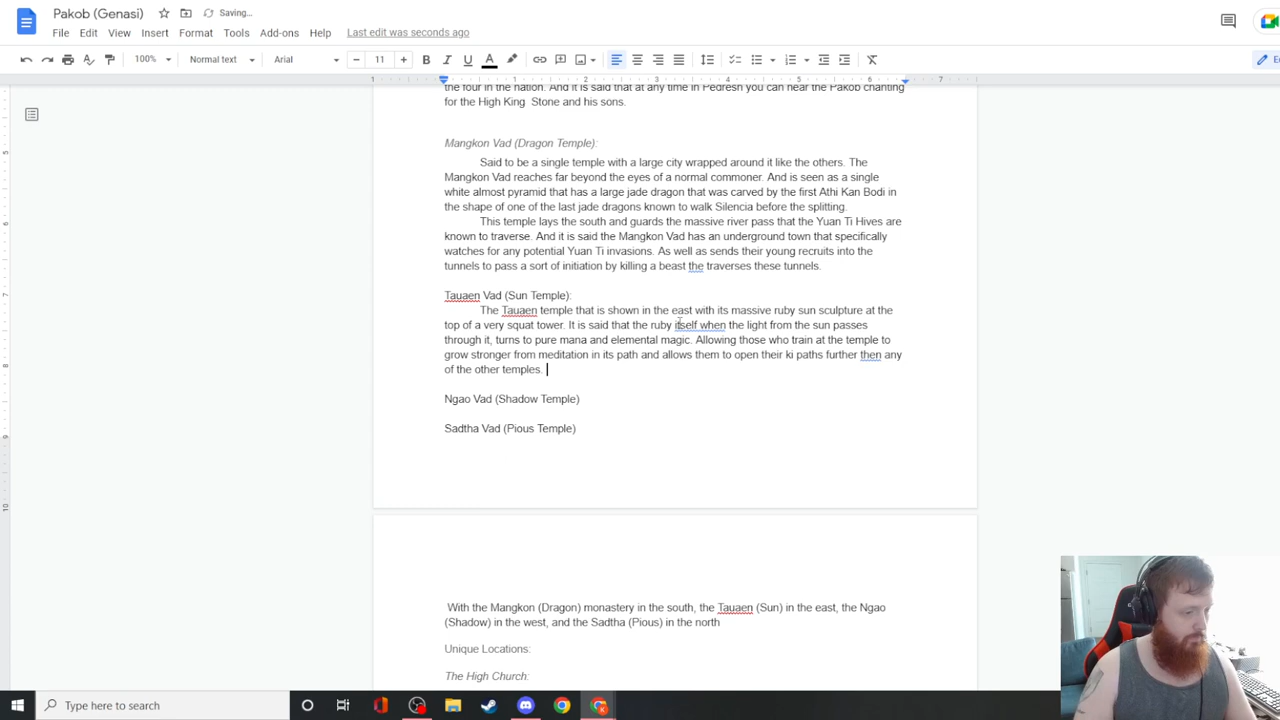 Pakob (Genasi)
Saving...
File Edit View Insert Format Tools Add-ons Help Last edit was seconds ago
100% Normal text Arial 11
1 1 2 3 4 5 6 7
the four in the nation. And it is said that at any time in Pedresh you can hear the Pakob chanting
for the High King Stone and his sons.
Mangkon Vad (Dragon Temple):
Said to be a single temple with a large city wrapped around it like the others. The
Mangkon Vad reaches far beyond the eyes of a normal commoner. And is seen as a single
white almost pyramid that has a large jade dragon that was carved by the first Athi Kan Bodi in
the shape of one of the last jade dragons known to walk Silencia before the splitting.
This temple lays the south and guards the massive river pass that the Yuan Ti Hives are
known to traverse. And it is said the Mangkon Vad has an underground town that specifically
watches for any potential Yuan Ti invasions. As well as sends their young recruits into the
tunnels to pass a sort of initiation by killing a beast the traverses these tunnels.
Tauaen Vad (Sun Temple):
The Tauaen temple that is shown in the east with its massive ruby sun sculpture at the
top of a very squat tower. It is said that the ruby itself when the light from the sun passes
through it, turns to pure mana and elemental magic. Allowing those who train at the temple to
grow stronger from meditation in its path and allows them to open their ki paths further then any
of the other temples.
Ngao Vad (Shadow Temple)
Sadtha Vad (Pious Temple)
With the Mangkon (Dragon) monastery in the south, the Tauaen (Sun) in the east, the Ngao
(Shadow) in the west, and the Sadtha (Pious) in the north
Unique Locations:
The High Church:
Type here to search